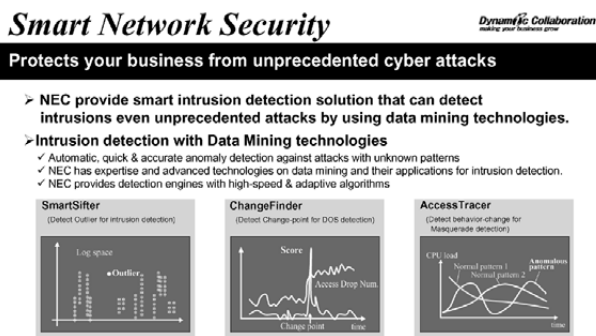 Smart Network Security
Dynamic Collaboration
making your business grow
Protects your business from unprecedented cyber attacks
➢ NEC provide smart intrusion detection solution that can detect
intrusions even unprecedented attacks by using data mining technologies.
➢Intrusion detection with Data Mining technologies
✓ Automatic, quick & accurate anomaly detection against attacks with unknown patterns
✓ NEC has expertise and advanced technologies on data mining and their applications for intrusion detection.
✓ NEC provides detection engines with high-speed & adaptive algorithms
SmartSifter
(Detect Outlier for intrusion detection)
Log space
Outlier
ChangeFinder
(Detect Change-point for DOS detection)
Score
Access Drop Num.
Change point
time
AccessTracer
(Detect behavior-change for
Masquerade detection)
CPU load
Normal pattern 1
Normal pattern 2
Anomalous
pattern
time